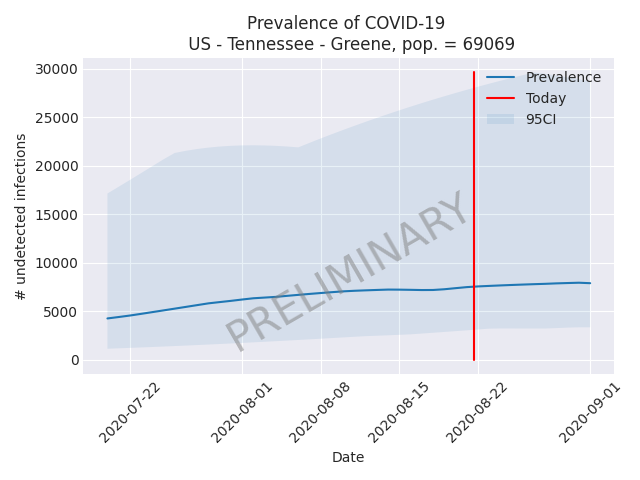 Prevalence of COVID-19
US - Tennessee - Greene, pop. = 69069
30000
25000
20000
15000
10000
5000
0
# undetected infections
Prevalence
Today
95CI
PRELIMINARY
2020-07-22
2020-08-01
2020-08-08
2020-08-15
2020-08-22
2020-09-01
Date